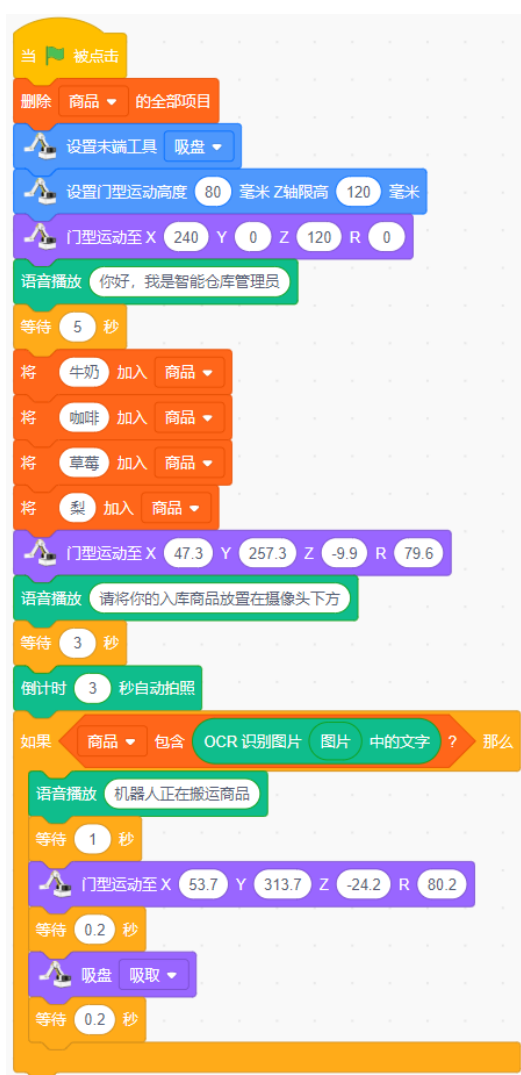 当 被点击
删除 商品 的全部项目
设置末端工具 吸盘
设置门型运动高度 80 毫米 Z轴限高 120 毫米
门型运动至 X 240 Y 0 Z 120 R 0
语音播放 你好，我是智能仓库管理员
等待 5 秒
将 牛奶 加入 商品
将 咖啡 加入 商品
将 草莓 加入 商品
将 梨 加入 商品
门型运动至 X 47.3 Y 257.3 Z -9.9 R 79.6
语音播放 请将你的入库商品放置在摄像头下方
等待 3 秒
倒计时 3 秒自动拍照
如果 商品 包含 OCR 识别图片 图片 中的文字 ? 那么
语音播放 机器人正在搬运商品
等待 1 秒
门型运动至 X 53.7 Y 313.7 Z -24.2 R 80.2
等待 0.2 秒
吸盘 吸取
等待 0.2 秒